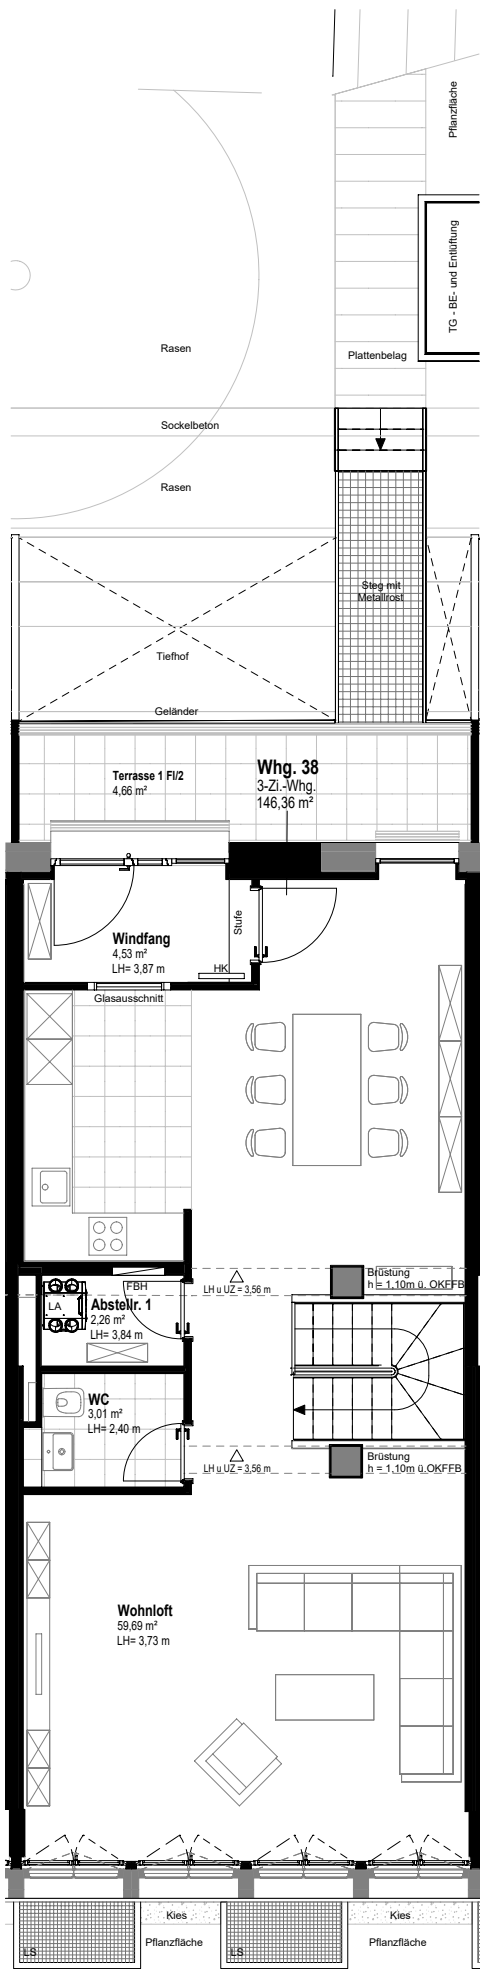 Pflanzfläche
TG - BE- und Entlüftung
Rasen
Plattenbelag
Sockelbeton
Rasen
Steg mit
Metallrost
Tiefhof
Geländer
Terrasse 1 Fl/2
4,66 m²
Whg. 38
3-Zi.-Whg.
146,36 m²
Stufe
Windfang
4,53 m²
LH= 3,87 m
HK
Glasausschnitt
FBH
LA
Abstellr. 1
2,26 m²
LH= 3,84 m
LH u UZ = 3,56 m
Brüstung
h = 1,10m ü. OKFFB
WC
3,01 m²
LH= 2,40 m
LH u UZ = 3,56 m
Brüstung
h = 1,10m ü. OKFFB
Wohnloft
59,69 m²
LH= 3,73 m
Kies
Kies
Pflanzfläche
Pflanzfläche
LS
LS